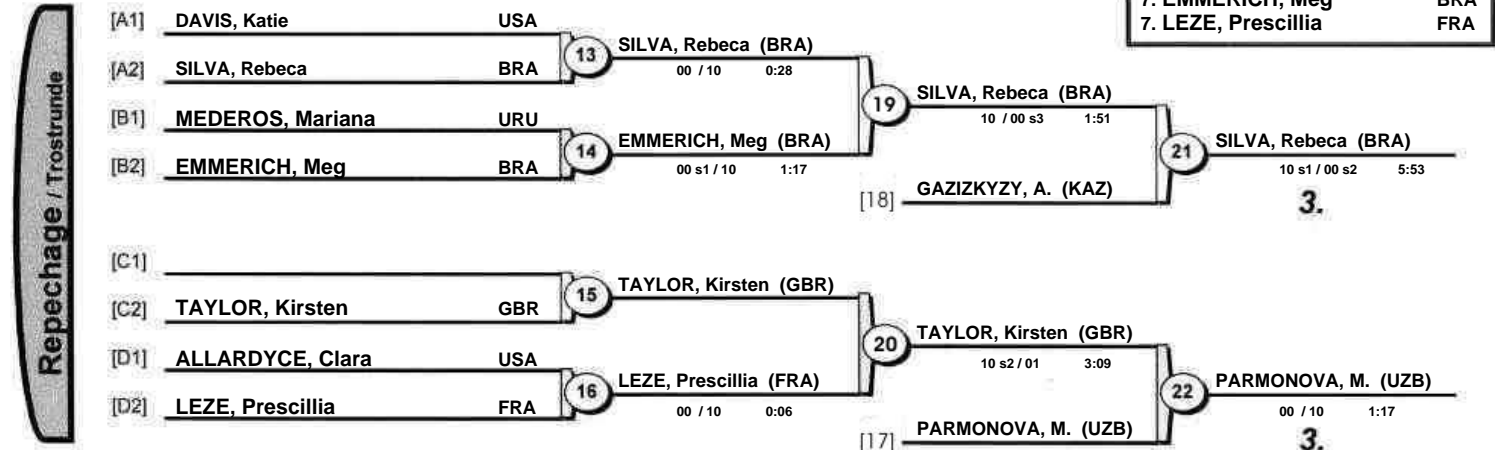 7. EMMERICH, Meg BRA
7. LEZE, Prescillia FRA
Repechage / Trostrunde
[A1] DAVIS, Katie USA
13 SILVA, Rebeca (BRA)
[A2] SILVA, Rebeca BRA
00 / 10 0:28
19 SILVA, Rebeca (BRA)
10 / 00 s3 1:51
[B1] MEDEROS, Mariana URU
14 EMMERICH, Meg (BRA)
[B2] EMMERICH, Meg BRA
00 s1 / 10 1:17
21 SILVA, Rebeca (BRA)
10 s1 / 00 s2 5:53
[18] GAZIZKYZY, A. (KAZ)
3.
[C1]
15 TAYLOR, Kirsten (GBR)
[C2] TAYLOR, Kirsten GBR
20 TAYLOR, Kirsten (GBR)
10 s2 / 01 3:09
[D1] ALLARDYCE, Clara USA
16 LEZE, Prescillia (FRA)
[D2] LEZE, Prescillia FRA
00 / 10 0:06
22 PARMONOVA, M. (UZB)
00 / 10 1:17
[17] PARMONOVA, M. (UZB)
3.